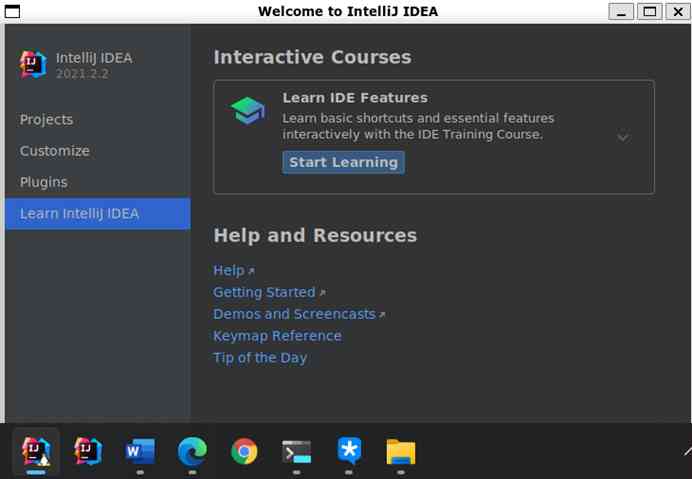 Welcome to IntelliJ IDEA
IntelliJ IDEA
2021.2.2
Projects
Customize
Plugins
Learn IntelliJ IDEA
Interactive Courses
Learn IDE Features
Learn basic shortcuts and essential features
interactively with the IDE Training Course.
Start Learning
Help and Resources
Help ↗
Getting Started ↗
Demos and Screencasts ↗
Keymap Reference
Tip of the Day
IJ
IJ
W